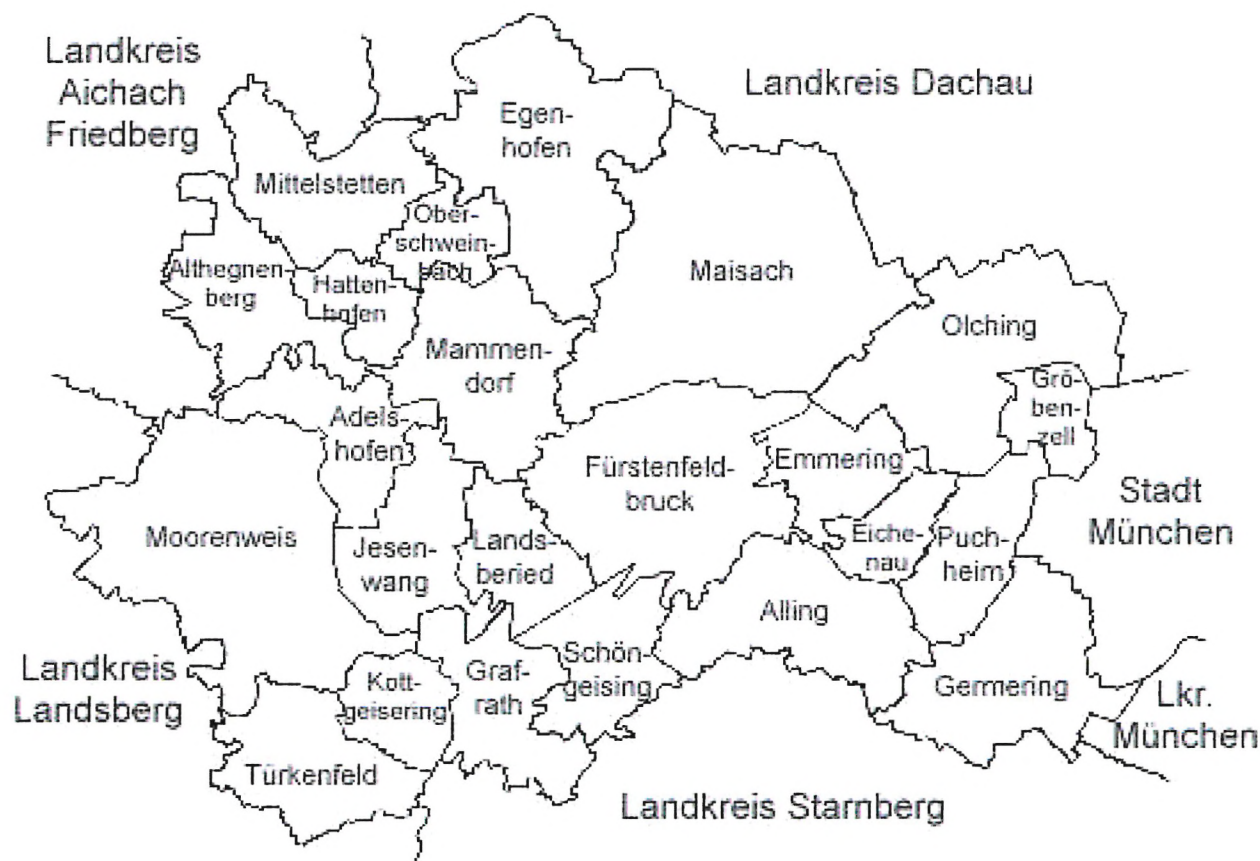 Landkreis
Aichach
Friedberg
Landkreis Dachau
Egen-
hofen
Mittelstetten
Ober-
schwein-
bach
Althegnen-
berg
Hatten-
hofen
Maisach
Olching
Mammen-
dorf
Grö-
ben-
zell
Adels-
hofen
Fürstenfeld-
bruck
Emmering
Stadt
München
Moorenweis
Jesen-
wang
Lands-
beried
Eiche-
nau
Puch-
heim
Alling
Landkreis
Landsberg
Kott-
geisering
Graf-
rath
Schön-
geising
Germering
Lkr.
München
Türkenfeld
Landkreis Starnberg